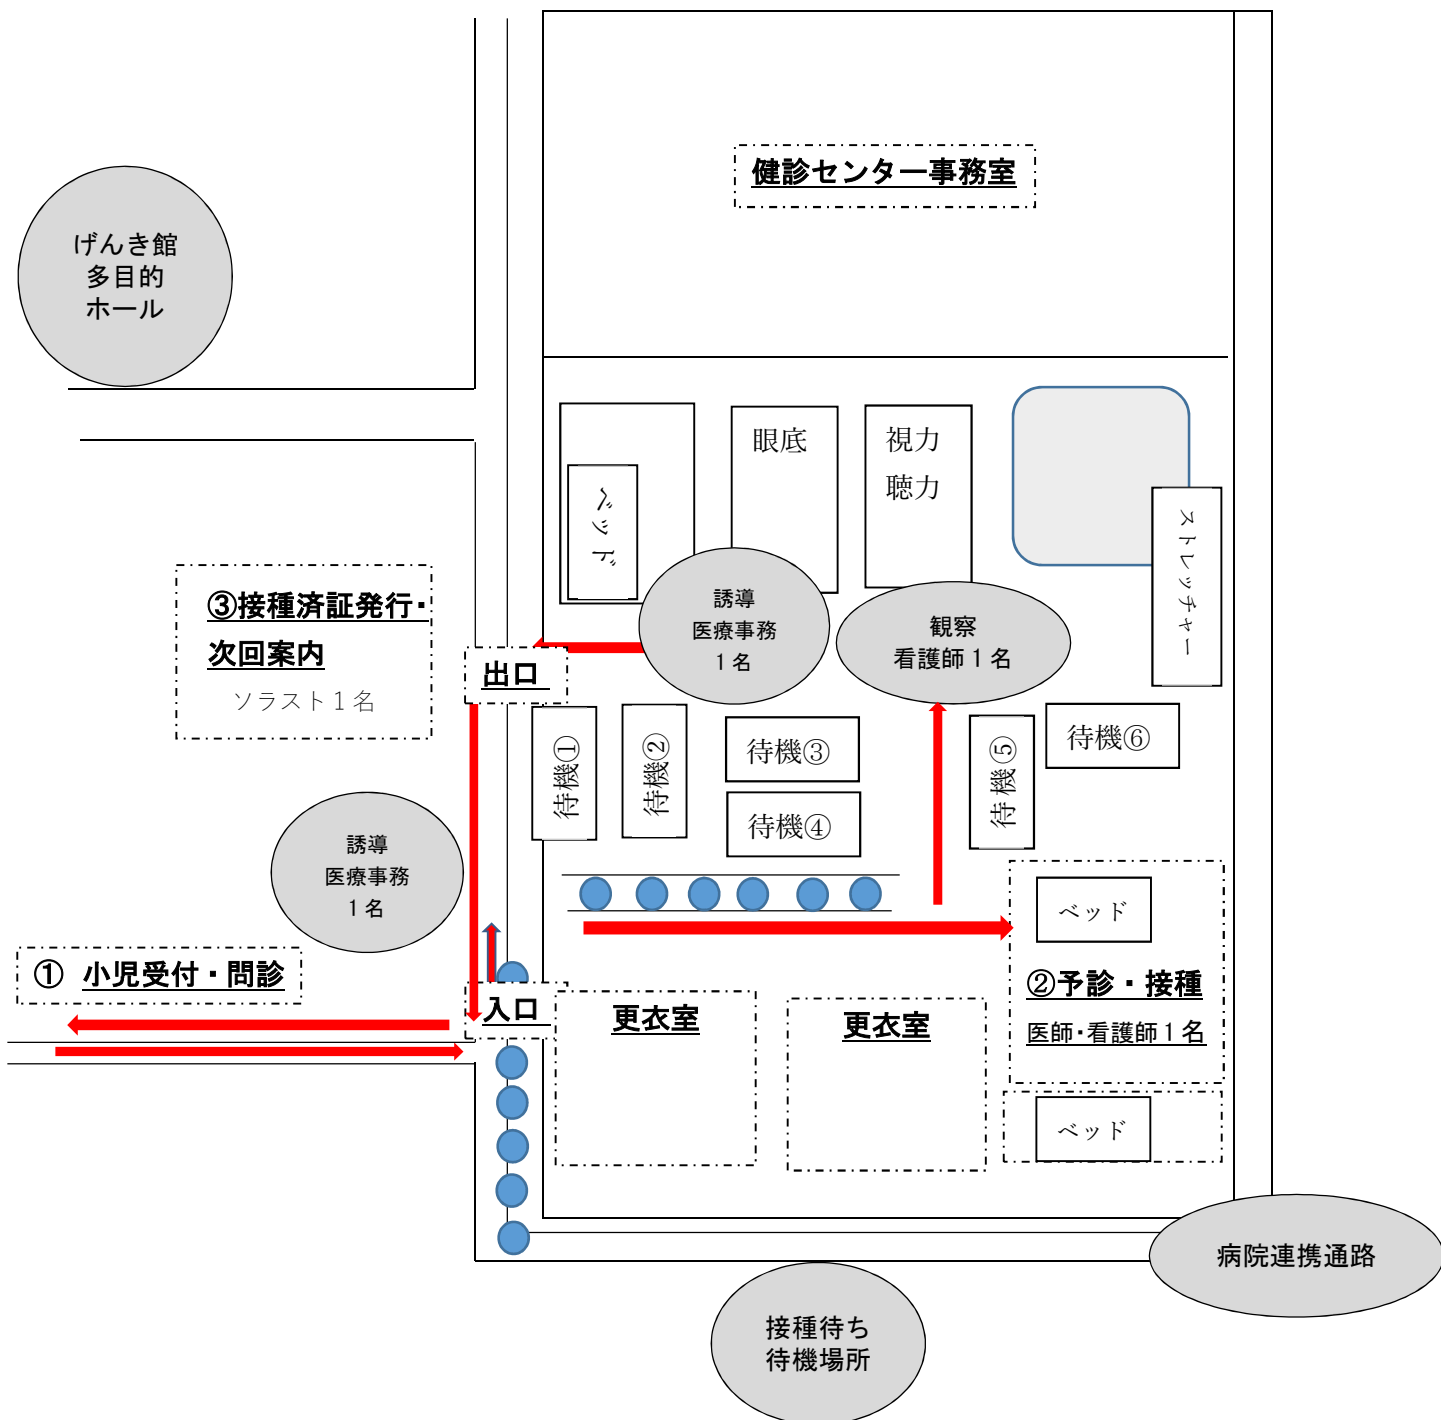 健診センター事務室
げんき館
多目的
ホール
眼底
視力
聴力
ベッド
ストレッチャー
③接種済証発行・
次回案内
ソラスト１名
誘導
医療事務
１名
観察
看護師１名
出口
待機①
待機②
待機③
待機④
待機⑤
待機⑥
誘導
医療事務
１名
ベッド
① 小児受付・問診
入口
更衣室
更衣室
②予診・接種
医師・看護師１名
ベッド
病院連携通路
接種待ち
待機場所